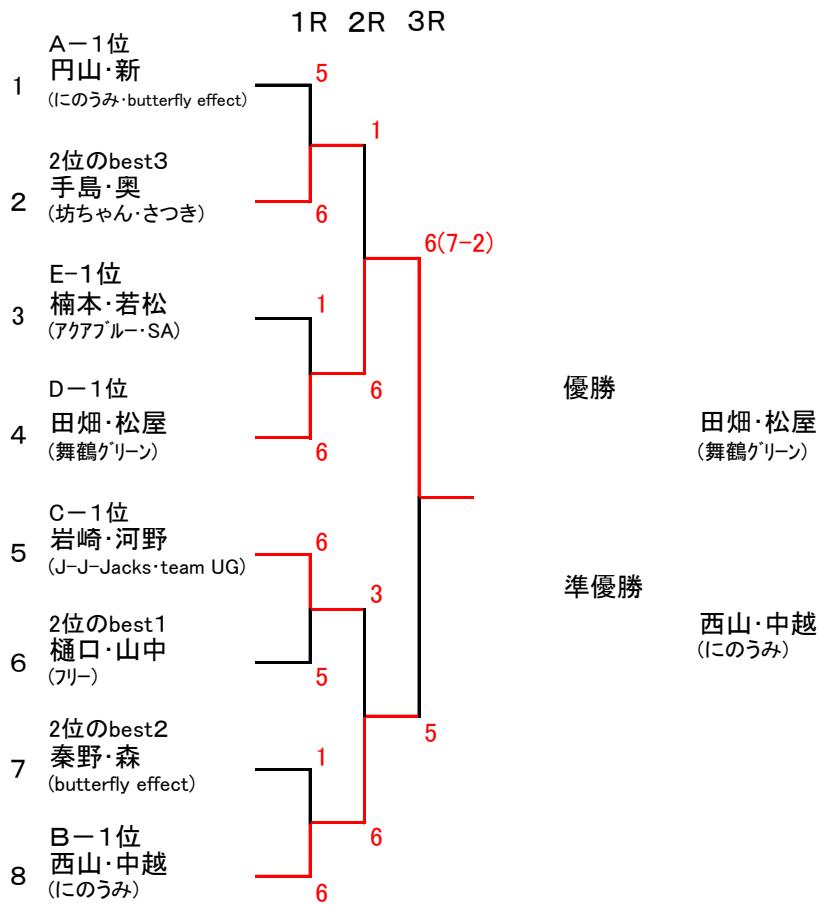 1R 2R 3R
A－1位
1 円山・新 5
(にのうみ・butterfly effect)
1
2位のbest3
2 手島・奥
(坊ちゃん・さつき) 6
6(7-2)
E-1位
3 楠本・若松 1
(アクアブルー・SA)
D－1位 6 優勝
4 田畑・松屋 田畑・松屋
(舞鶴グリーン) 6 (舞鶴グリーン)
C－1位
5 岩崎・河野 6
(J-J-Jacks・team UG)
3 準優勝
2位のbest1 西山・中越
6 樋口・山中 (にのうみ)
(フリー) 5
2位のbest2 5
7 秦野・森 1
(butterfly effect)
B－1位 6
8 西山・中越
(にのうみ) 6